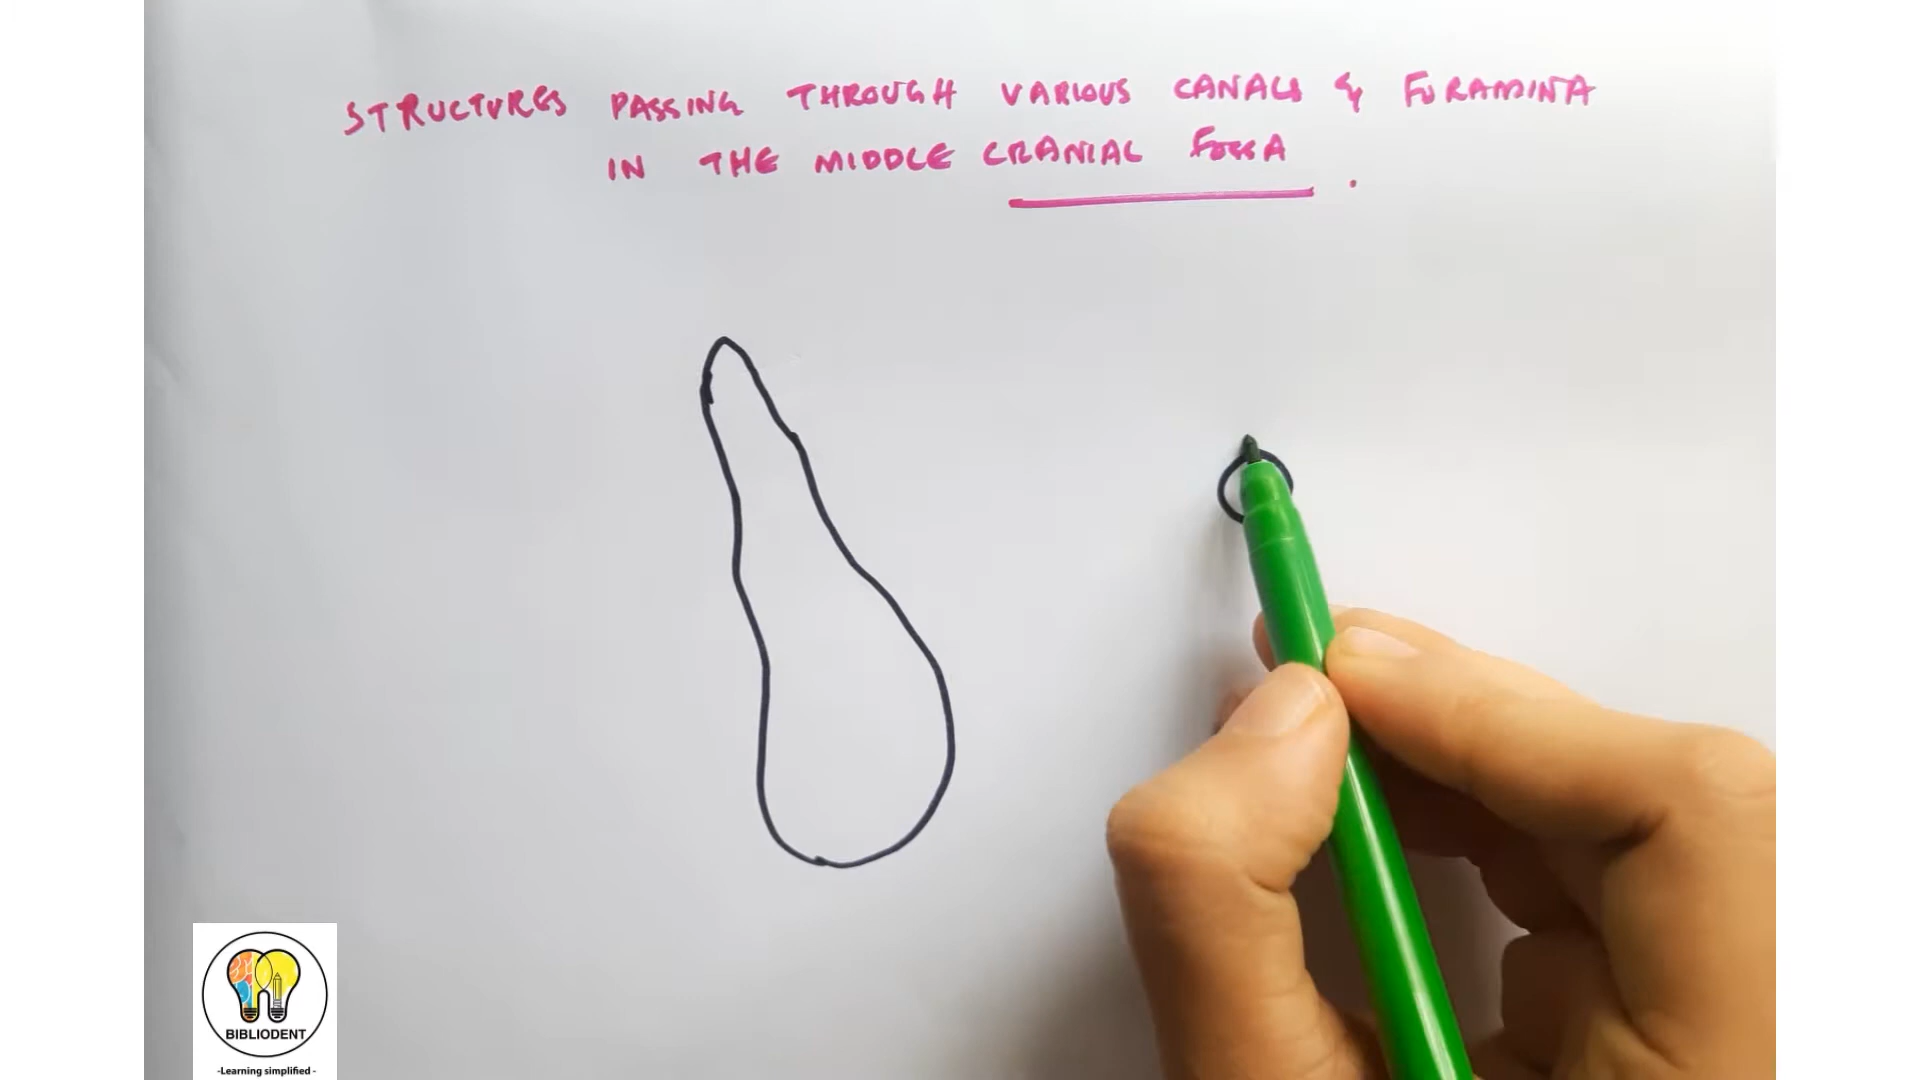 STRUCTURES PASSING THROUGH VARIOUS CANALS & FORAMINA
IN THE MIDDLE CRANIAL FOSSA.
BIBLIODENT
-Learning simplified-